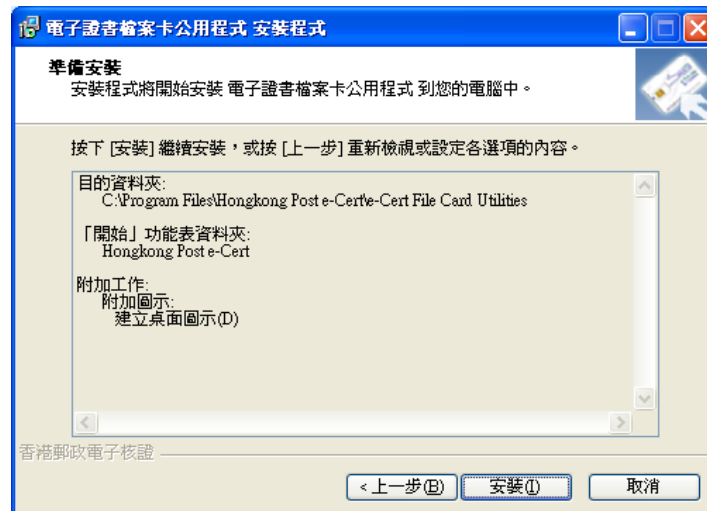 電子證書檔案卡公用程式 安裝程式
準備安裝
安裝程式將開始安裝 電子證書檔案卡公用程式 到您的電腦中。
按下 [安裝] 繼續安裝，或按 [上一步] 重新檢視或設定各選項的內容。
目的資料夾:
C:\Program Files\Hongkong Post e-Cert\e-Cert File Card Utilities
「開始」功能表資料夾:
Hongkong Post e-Cert
附加工作:
附加圖示:
建立桌面圖示(D)
香港郵政電子核證
<上一步(B) 安裝(I) 取消